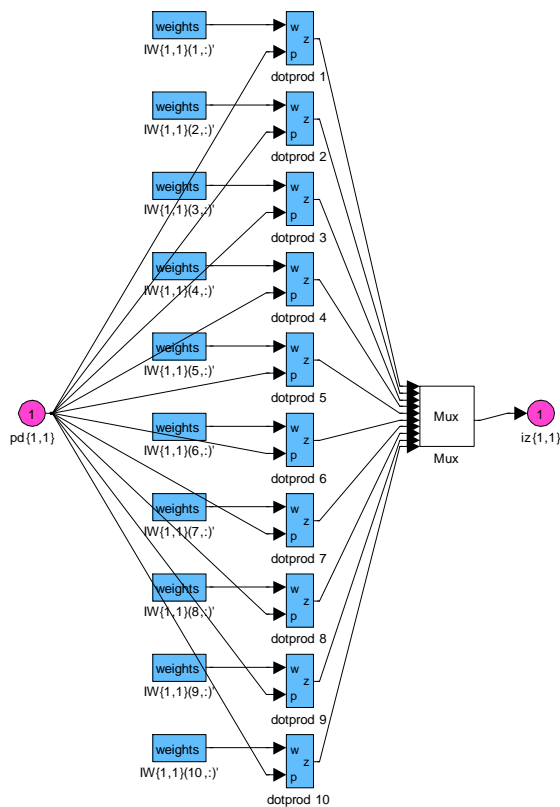 weights
w
z
p
IW{1,1}(1,:)'
dotprod 1
weights
w
z
p
IW{1,1}(2,:)'
dotprod 2
weights
w
z
p
IW{1,1}(3,:)'
dotprod 3
weights
w
z
p
IW{1,1}(4,:)'
dotprod 4
weights
w
z
p
IW{1,1}(5,:)'
dotprod 5
1
pd{1,1}
Mux
Mux
1
iz{1,1}
weights
w
z
p
IW{1,1}(6,:)'
dotprod 6
weights
w
z
p
IW{1,1}(7,:)'
dotprod 7
weights
w
z
p
IW{1,1}(8,:)'
dotprod 8
weights
w
z
p
IW{1,1}(9,:)'
dotprod 9
weights
w
z
p
IW{1,1}(10,:)'
dotprod 10